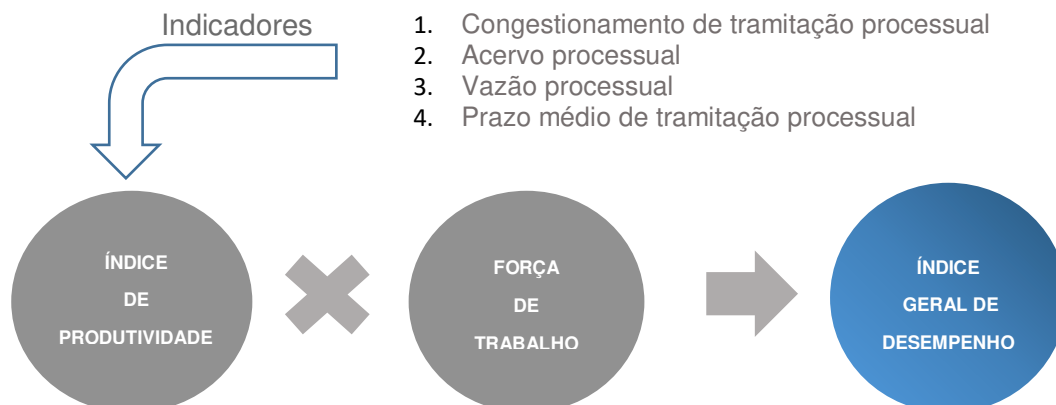 Indicadores
1. Congestionamento de tramitação processual
2. Acervo processual
3. Vazão processual
4. Prazo médio de tramitação processual
ÍNDICE
DE
PRODUTIVIDADE
FORÇA
DE
TRABALHO
ÍNDICE
GERAL DE
DESEMPENHO